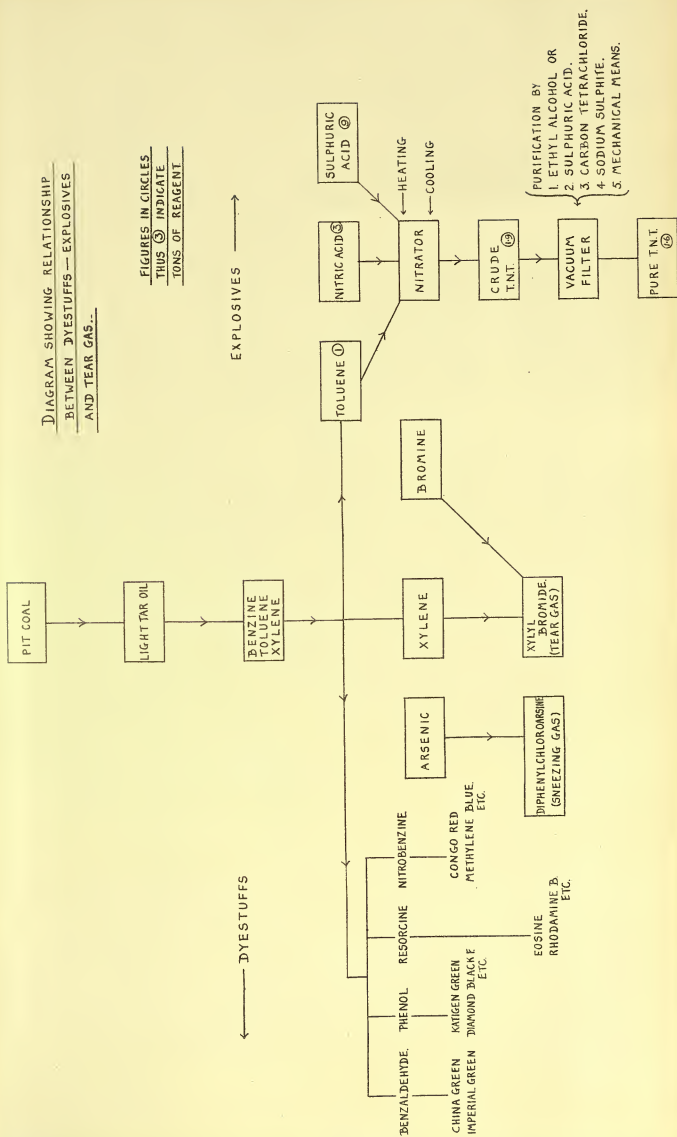 DIAGRAM SHOWING RELATIONSHIP
BETWEEN DYESTUFFS — EXPLOSIVES
AND TEAR GAS..
FIGURES IN CIRCLES
THUS ③ INDICATE
TONS OF REAGENT.
PIT COAL
LIGHT TAR OIL
BENZINE
TOLUENE
XYLENE
DYESTUFFS
EXPLOSIVES
BENZALDEHYDE.
CHINA GREEN
IMPERIAL GREEN
PHENOL
KATIGEN GREEN
DIAMOND BLACK F
ETC.
RESORCINE
EOSINE
RHODAMINE B.
ETC.
NITROBENZINE
CONGO RED
METHYLENE BLUE.
ETC.
ARSENIC
DIPHENYLCHLOROARSINE
(SNEEZING GAS)
XYLENE
BROMINE
XYLYL
BROMIDE.
(TEAR GAS)
TOLUENE ①
NITRIC ACID ③
SULPHURIC
ACID ⑨
NITRATOR
HEATING
COOLING
CRUDE
T.N.T. (1·9)
VACUUM
FILTER
PURIFICATION BY
1. ETHYL ALCOHOL OR
2. SULPHURIC ACID.
3. CARBON TETRACHLORIDE.
4 SODIUM SULPHITE.
5. MECHANICAL MEANS.
PURE T.N.T.
(1·6)